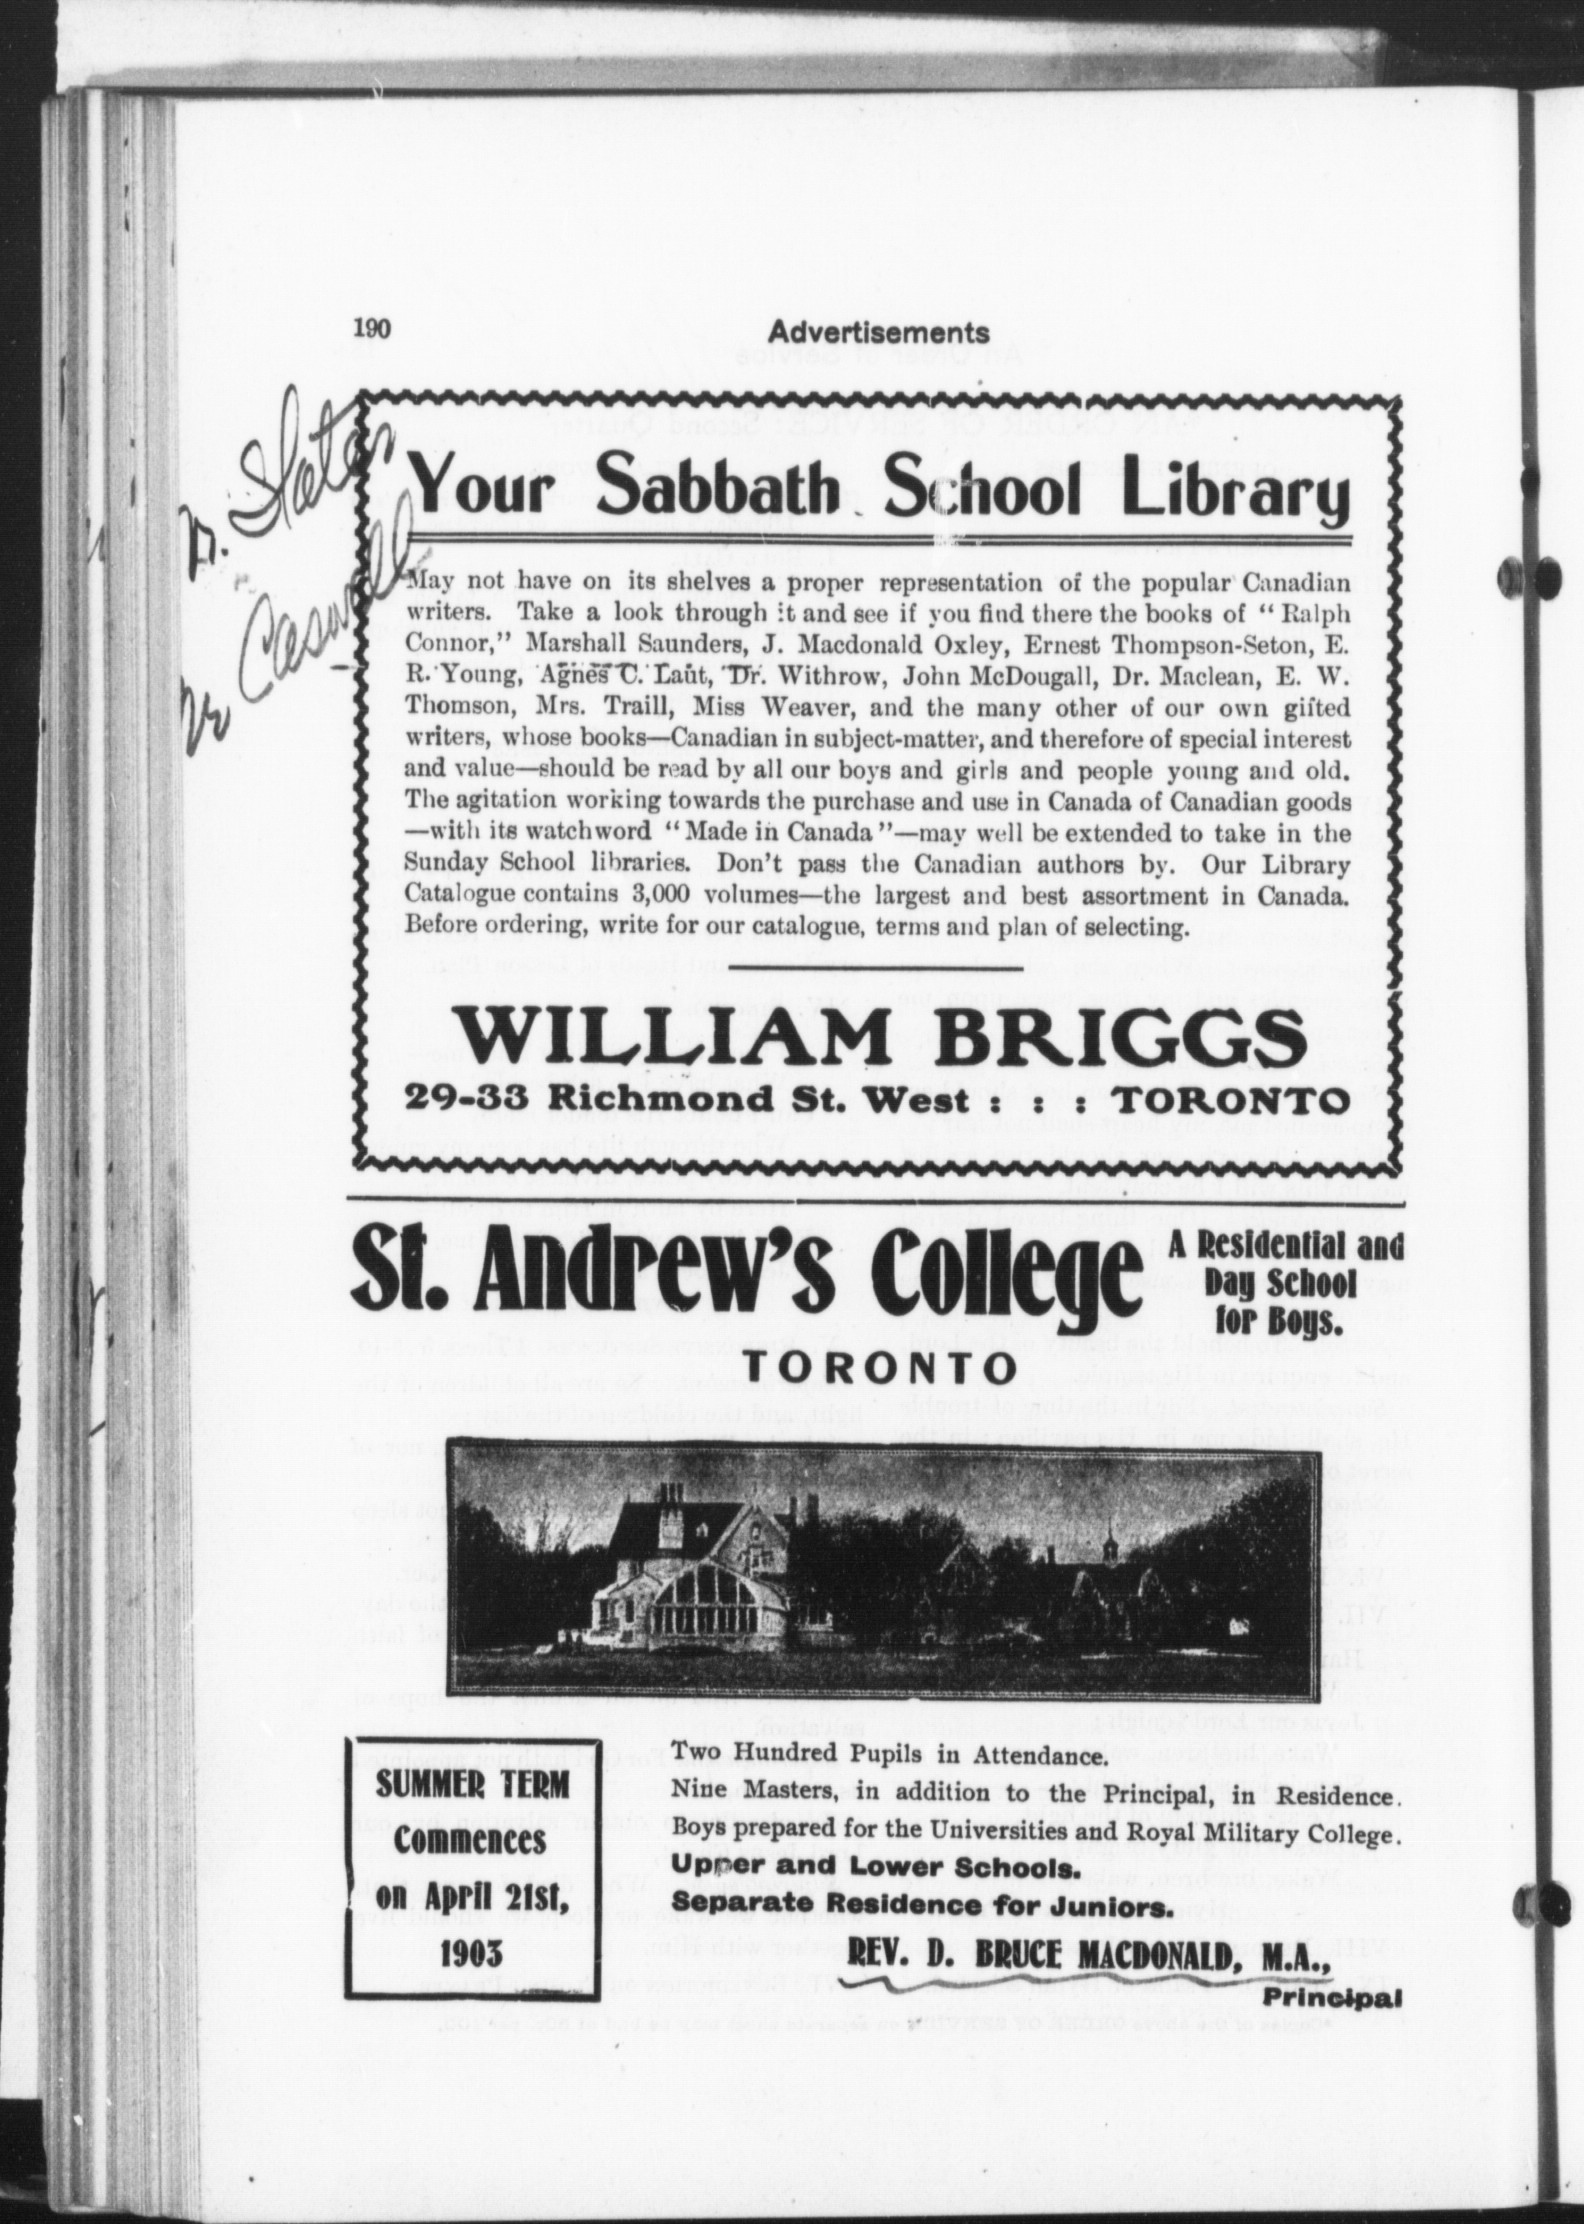 190
Advertisements
Your Sabbath School Library
May not have on its shelves a proper representation of the popular Canadian
writers. Take a look through it and see if you find there the books of "Ralph
Connor," Marshall Saunders, J. Macdonald Oxley, Ernest Thompson-Seton, E.
R. Young, Agnes C. Laut, Dr. Withrow, John McDougall, Dr. Maclean, E. W.
Thomson, Mrs. Traill, Miss Weaver, and the many other of our own gifted
writers, whose books—Canadian in subject-matter, and therefore of special interest
and value—should be read by all our boys and girls and people young and old.
The agitation working towards the purchase and use in Canada of Canadian goods
—with its watchword "Made in Canada"—may well be extended to take in the
Sunday School libraries. Don't pass the Canadian authors by. Our Library
Catalogue contains 3,000 volumes—the largest and best assortment in Canada.
Before ordering, write for our catalogue, terms and plan of selecting.
WILLIAM BRIGGS
29-33 Richmond St. West : : : TORONTO
St. Andrew's College
A Residential and
Day School
for Boys.
TORONTO
SUMMER TERM
Commences
on April 21st,
1903
Two Hundred Pupils in Attendance.
Nine Masters, in addition to the Principal, in Residence.
Boys prepared for the Universities and Royal Military College.
Upper and Lower Schools.
Separate Residence for Juniors.
REV. D. BRUCE MACDONALD, M.A.,
Principal